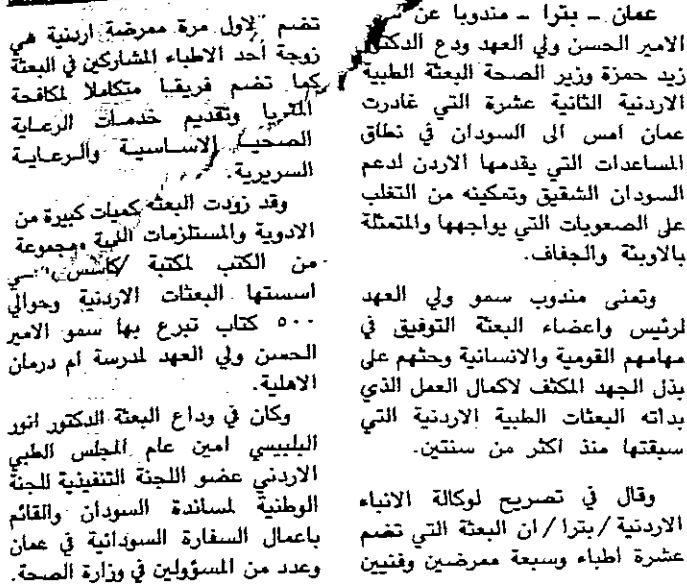 عمان - بترا - مندوبا عن
الامير الحسن ولي العهد ودع الدكتور
زيد حمزة وزير الصحة البعثة الطبية
الاردنية الثانية عشرة التي غادرت
عمان امس الى السودان في نطاق
المساعدات التي يقدمها الاردن لدعم
السودان الشقيق وتمكينه من التغلب
على الصعوبات التي يواجهها والمتمثلة
بالاوبئة والجفاف.
وتمنى مندوب سمو ولي العهد
لرئيس واعضاء البعثة التوفيق في
مهامهم القومية والانسانية وحثهم على
بذل الجهد المكثف لاكمال العمل الذي
بداته البعثات الطبية الاردنية التي
سبقتها منذ اكثر من سنتين.
وقال في تصريح لوكالة الانباء
الاردنية /بترا/ ان البعثة التي تضم
عشرة اطباء وسبعة ممرضين وفنيين
تضم لاول مرة ممرضة اردنية هي
زوجة أحد الاطباء المشاركين في البعثة
كما تضم فريقا متكاملا لمكافحة
الملاريا وتقديم خدمات الرعاية
الصحية الاساسية والرعاية
السريرية.
وقد زودت البعثة كميات كبيرة من
الادوية والمستلزمات الطبية ومجموعة
من الكتب لمكتبة
اسستها البعثات الاردنية وحوالي
٥٠٠ كتاب تبرع بها سمو الامير
الحسن ولي العهد لمدرسة ام درمان
الاهلية.
وكان في وداع البعثة الدكتور انور
البلبيسي امين عام المجلس الطبي
الاردني عضو اللجنة التنفيذية للجنة
الوطنية لمساندة السودان والقائم
باعمال السفارة السودانية في عمان
وعدد من المسؤولين في وزارة الصحة.